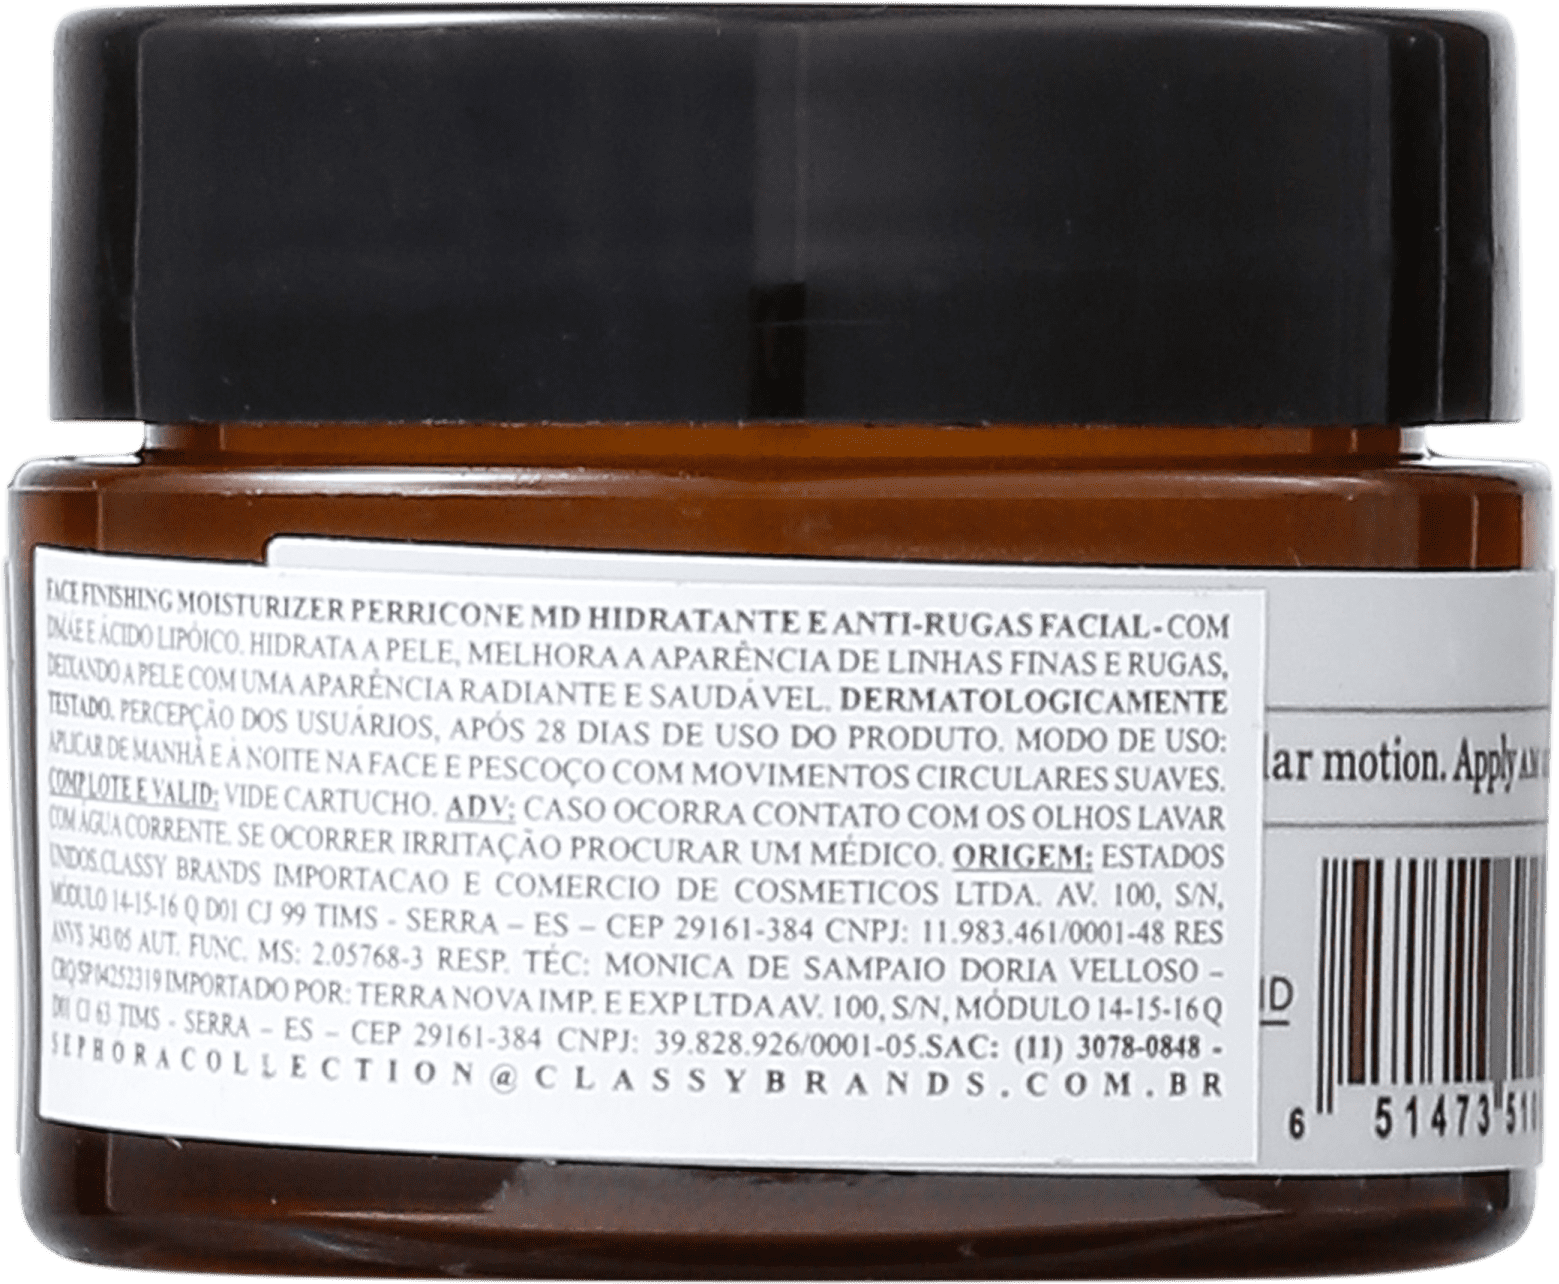 FACE FINISHING MOISTURIZER PERRICONE MD HIDRATANTE E ANTI-RUGAS FACIAL - COM
DMAE E ÁCIDO LIPÓICO. HIDRATA A PELE, MELHORA A APARÊNCIA DE LINHAS FINAS E RUGAS,
DEIXANDO A PELE COM UMA APARÊNCIA RADIANTE E SAUDÁVEL. DERMATOLOGICAMENTE
TESTADO. PERCEPÇÃO DOS USUÁRIOS, APÓS 28 DIAS DE USO DO PRODUTO. MODO DE USO:
APLICAR DE MANHÃ E À NOITE NA FACE E PESCOÇO COM MOVIMENTOS CIRCULARES SUAVES.
COMP, LOTE E VALID: VIDE CARTUCHO. ADV: CASO OCORRA CONTATO COM OS OLHOS LAVAR
COM ÁGUA CORRENTE. SE OCORRER IRRITAÇÃO PROCURAR UM MÉDICO. ORIGEM: ESTADOS
UNIDOS.CLASSY BRANDS IMPORTACAO E COMERCIO DE COSMETICOS LTDA. AV. 100, S/N,
MÓDULO 14-15-16 Q D01 CJ 99 TIMS - SERRA – ES – CEP 29161-384 CNPJ: 11.983.461/0001-48 RES
ANVS 343/05 AUT. FUNC. MS: 2.05768-3 RESP. TÉC: MONICA DE SAMPAIO DORIA VELLOSO –
CRQ SP 04252319 IMPORTADO POR: TERRA NOVA IMP. E EXP LTDA AV. 100, S/N, MÓDULO 14-15-16 Q
D01 CJ 63 TIMS - SERRA – ES – CEP 29161-384 CNPJ: 39.828.926/0001-05.SAC: (11) 3078-0848 -
SEPHORACOLLECTION@CLASSYBRANDS.COM.BR
lar motion. Apply AM
6 51473 510